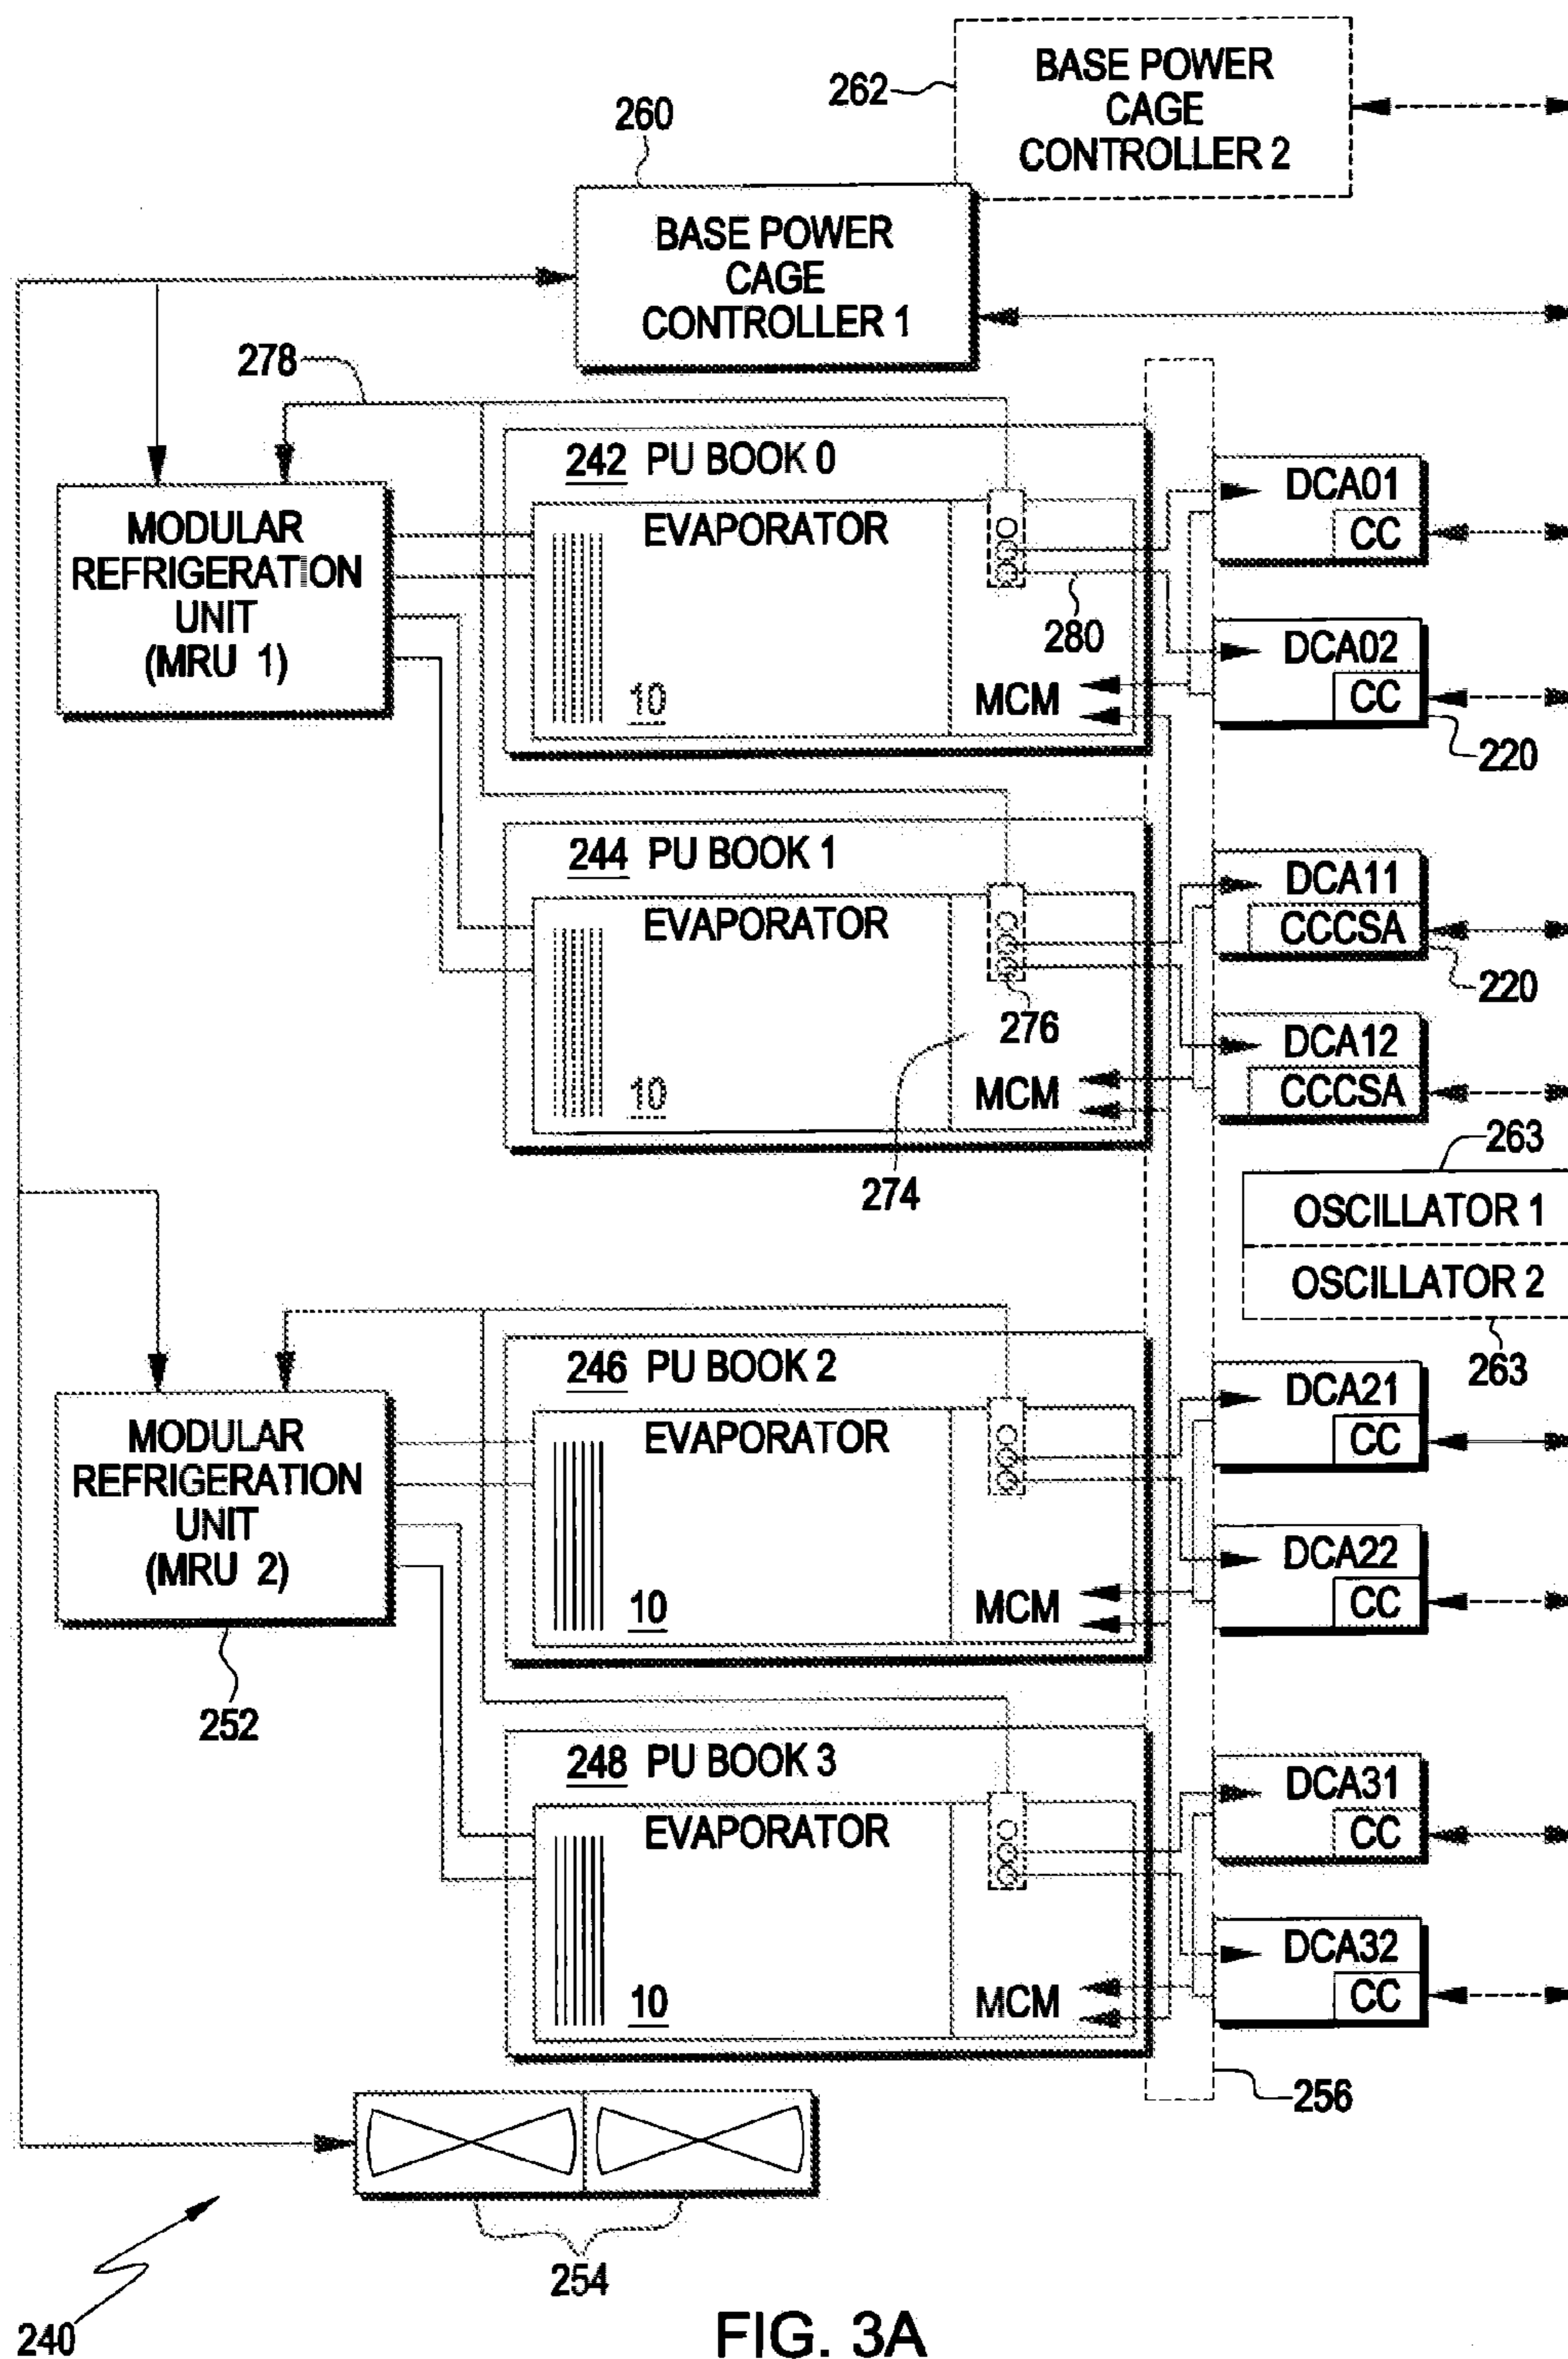 BASE POWER
CAGE
CONTROLLER 2
262
260
BASE POWER
CAGE
CONTROLLER 1
278
242 PU BOOK 0
EVAPORATOR
10
MCM
280
MODULAR
REFRIGERATION
UNIT
(MRU 1)
DCA01
CC
DCA02
CC
220
244 PU BOOK 1
EVAPORATOR
10
276
MCM
274
DCA11
CCCSA
220
DCA12
CCCSA
263
OSCILLATOR 1
OSCILLATOR 2
263
246 PU BOOK 2
EVAPORATOR
10
MCM
MODULAR
REFRIGERATION
UNIT
(MRU 2)
252
DCA21
CC
DCA22
CC
248 PU BOOK 3
EVAPORATOR
10
MCM
DCA31
CC
DCA32
CC
256
254
240
FIG. 3A